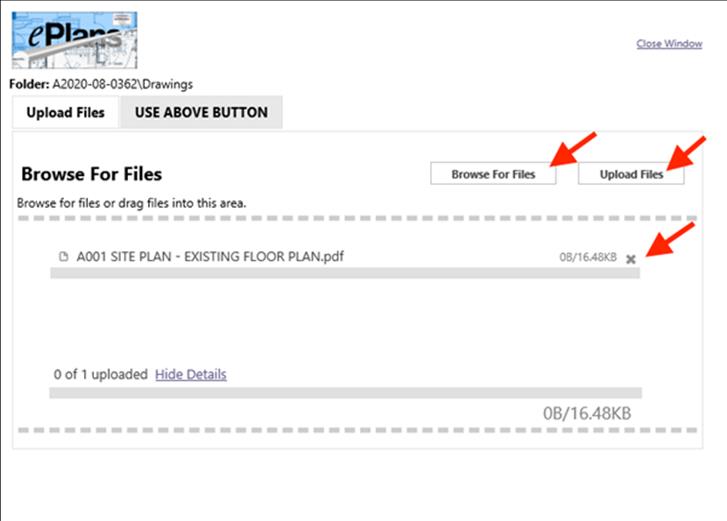 ePlans
Close Window
Folder: A2020-08-0362\Drawings
Upload Files USE ABOVE BUTTON
Browse For Files Browse For Files Upload Files
Browse for files or drag files into this area.
A001 SITE PLAN - EXISTING FLOOR PLAN.pdf 0B/16.48KB
0 of 1 uploaded Hide Details
0B/16.48KB